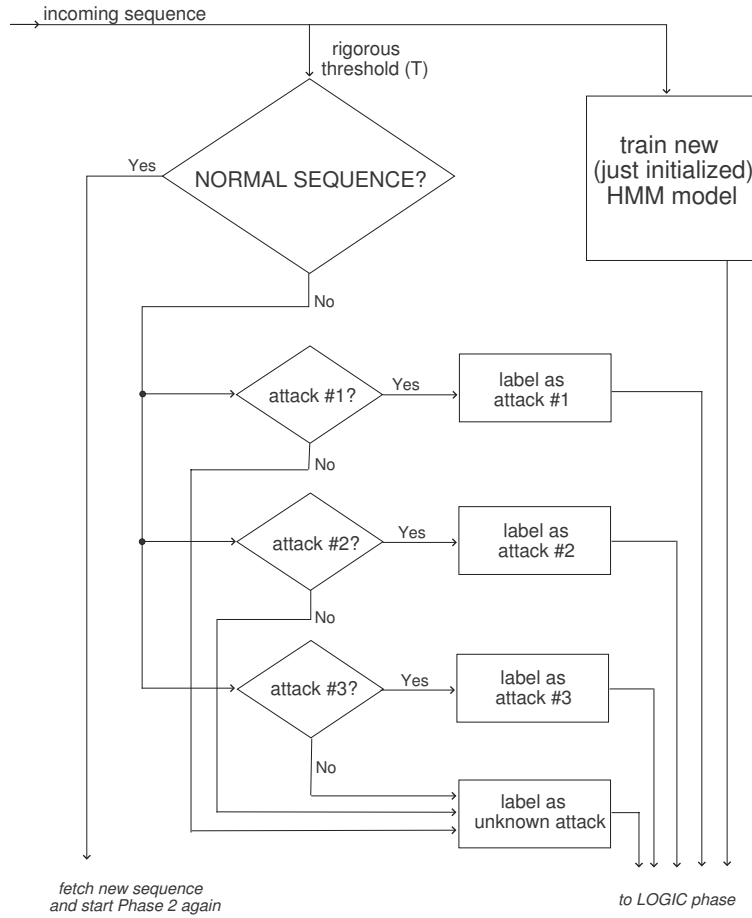 incoming sequence
rigorous
threshold (T)
train new
(just initialized)
HMM model
Yes
NORMAL SEQUENCE?
No
attack #1?
Yes
label as
attack #1
No
attack #2?
Yes
label as
attack #2
No
attack #3?
Yes
label as
attack #3
No
label as
unknown attack
fetch new sequence
and start Phase 2 again
to LOGIC phase